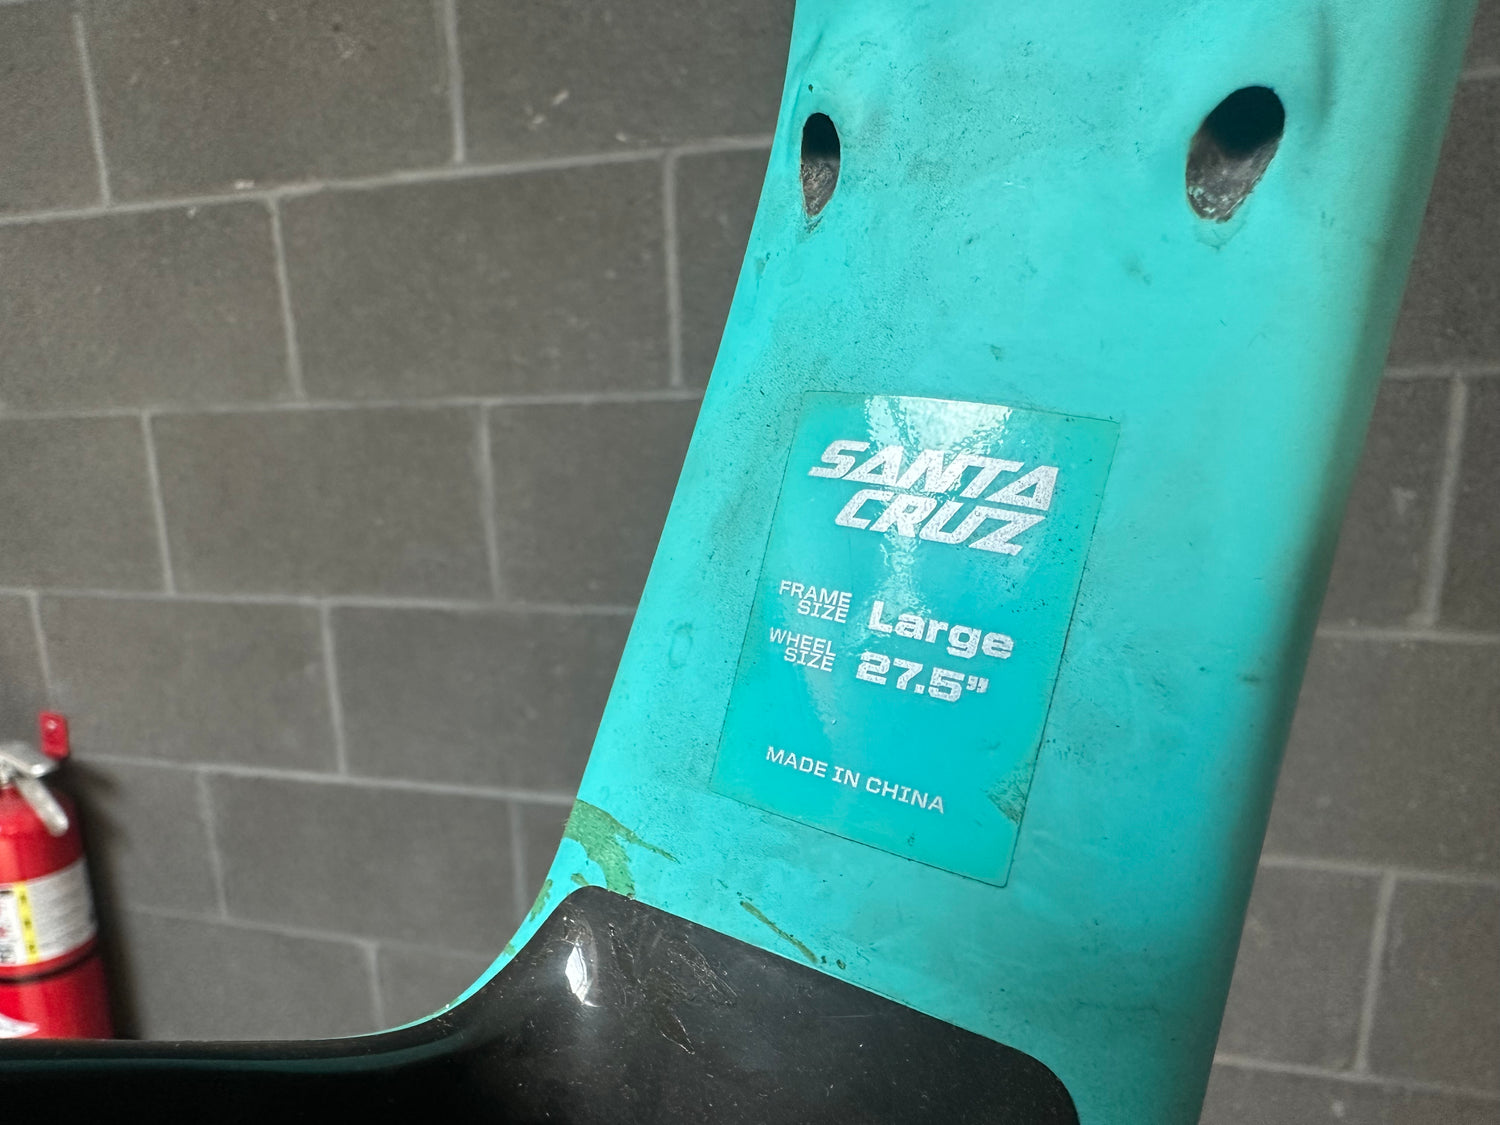 SANTA
CRUZ
FRAME
SIZE
Large
WHEEL
SIZE
27.5”
MADE IN CHINA